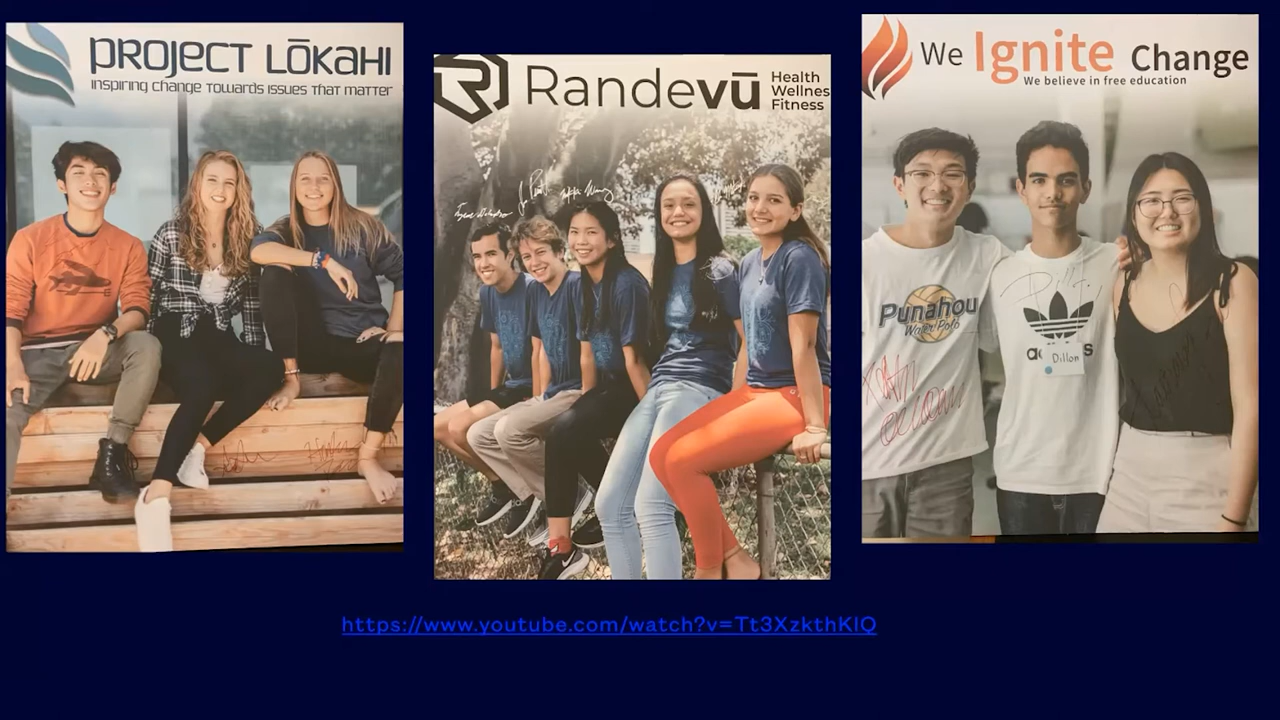 PROJECT LŌKAHI
INSPIRING CHANGE TOWARDS ISSUES THAT MATTER
Randevū
Health
Wellnes
Fitness
We Ignite Change
We believe in free education
Punahou
Water Polo
adidas
Dillon
https://www.youtube.com/watch?v=Tt3XzkthKlQ